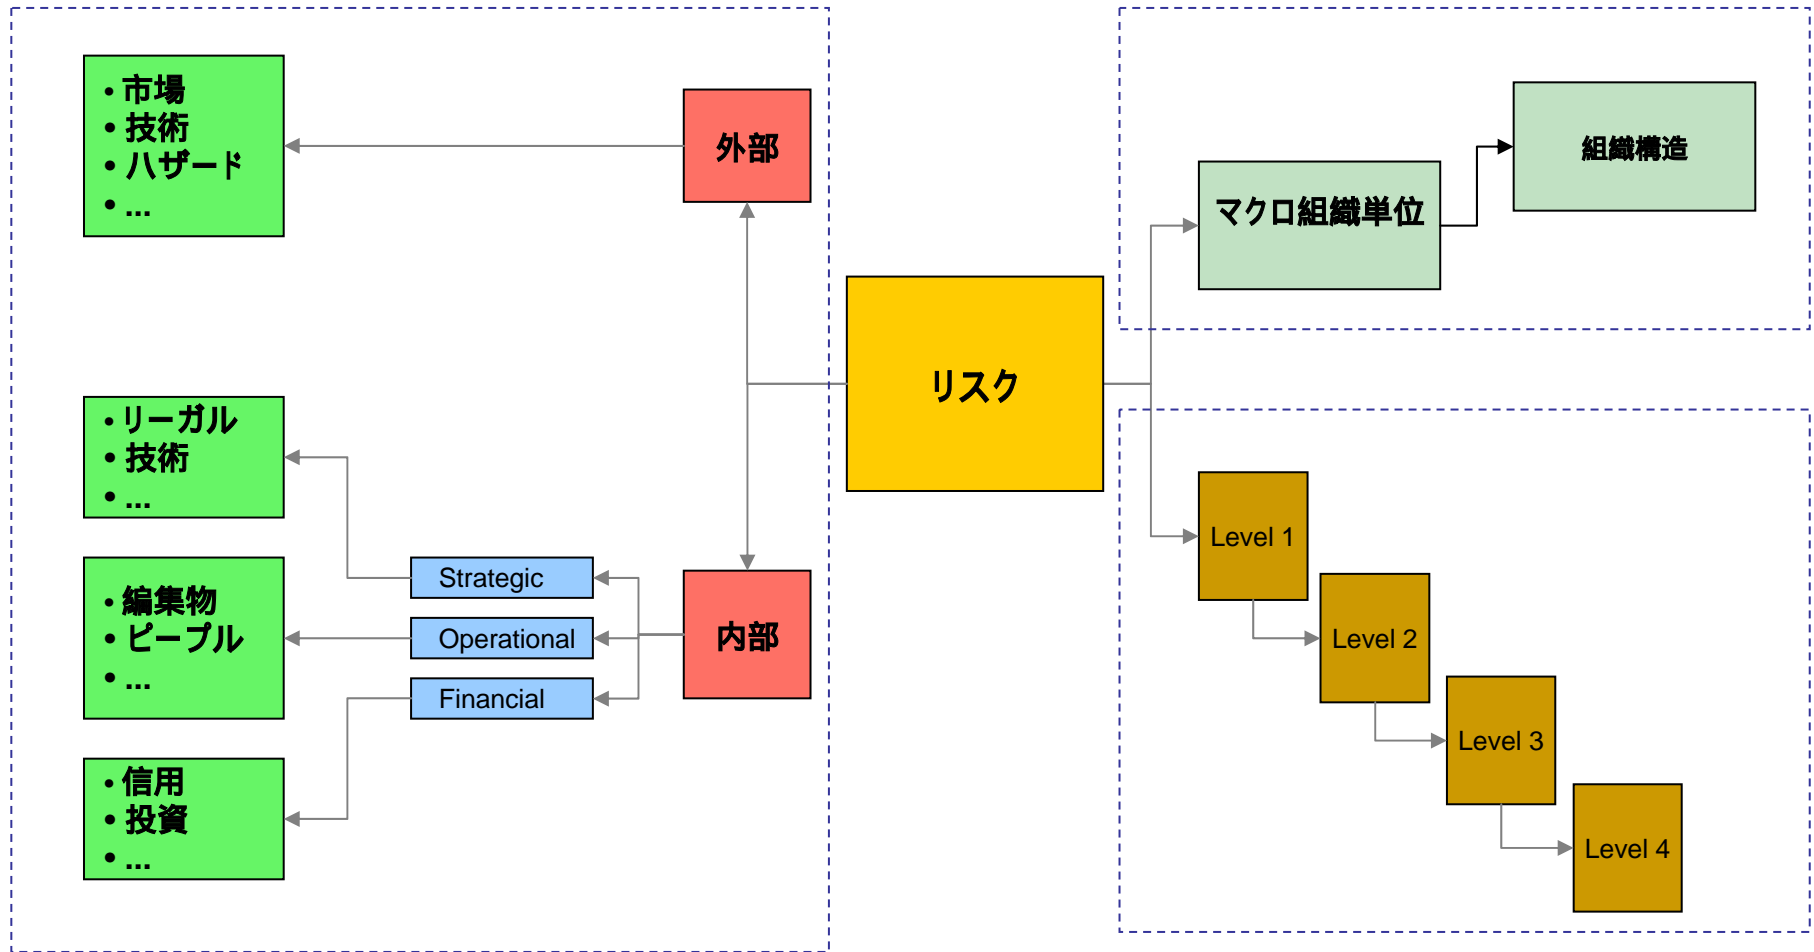 • 市場
• 技術
• ハザード
• ...
外部
組織構造
マクロ組織単位
リスク
• リーガル
• 技術
• ...
Strategic
• 編集物
• ピープル
• ...
Operational
内部
Financial
• 信用
• 投資
• ...
Level 1
Level 2
Level 3
Level 4